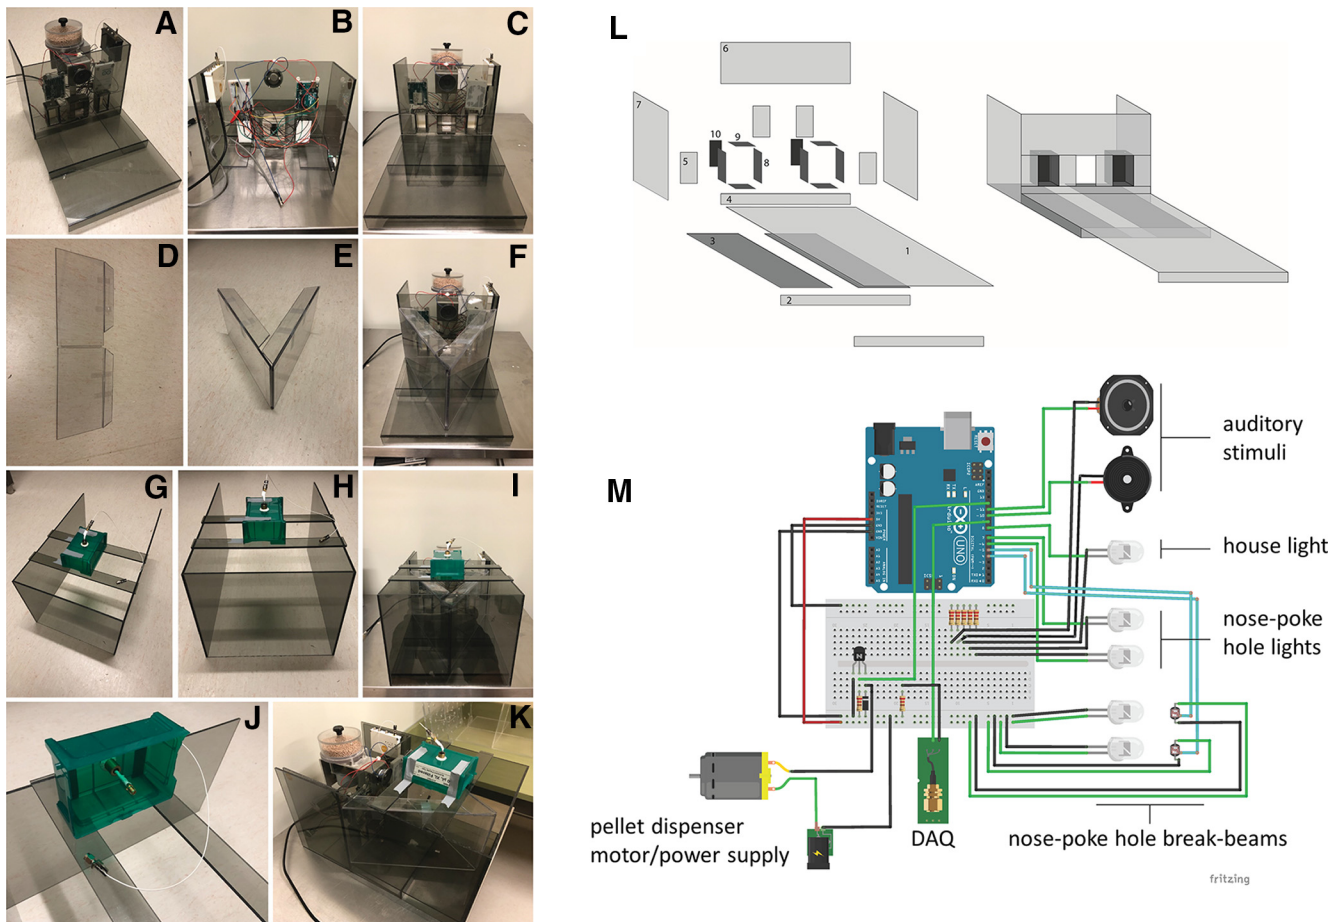 A
B
C
D
E
F
G
H
I
J
K
L
6
7
10
9
5
8
4
3
1
2
M
auditory
stimuli
house light
nose-poke
hole lights
UNO
pellet dispenser
motor/power supply
DAQ
nose-poke hole break-beams
fritzing